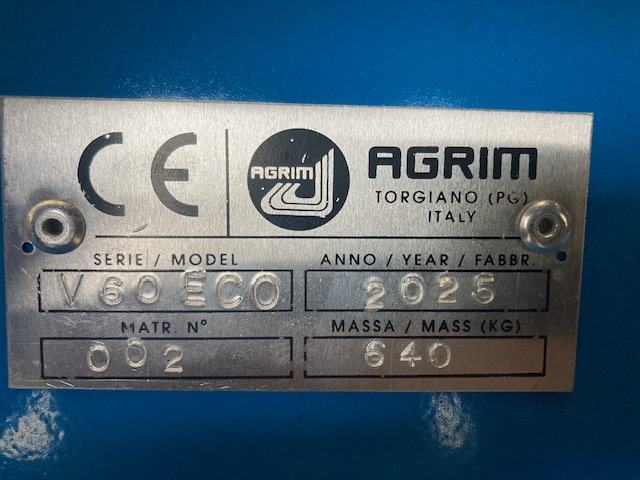 CE
AGRIM
AGRIM
TORGIANO (PG)
ITALY
SERIE / MODEL
V60 ECO
ANNO / YEAR / FABBR.
2025
MATR. N°
002
MASSA / MASS (KG)
640